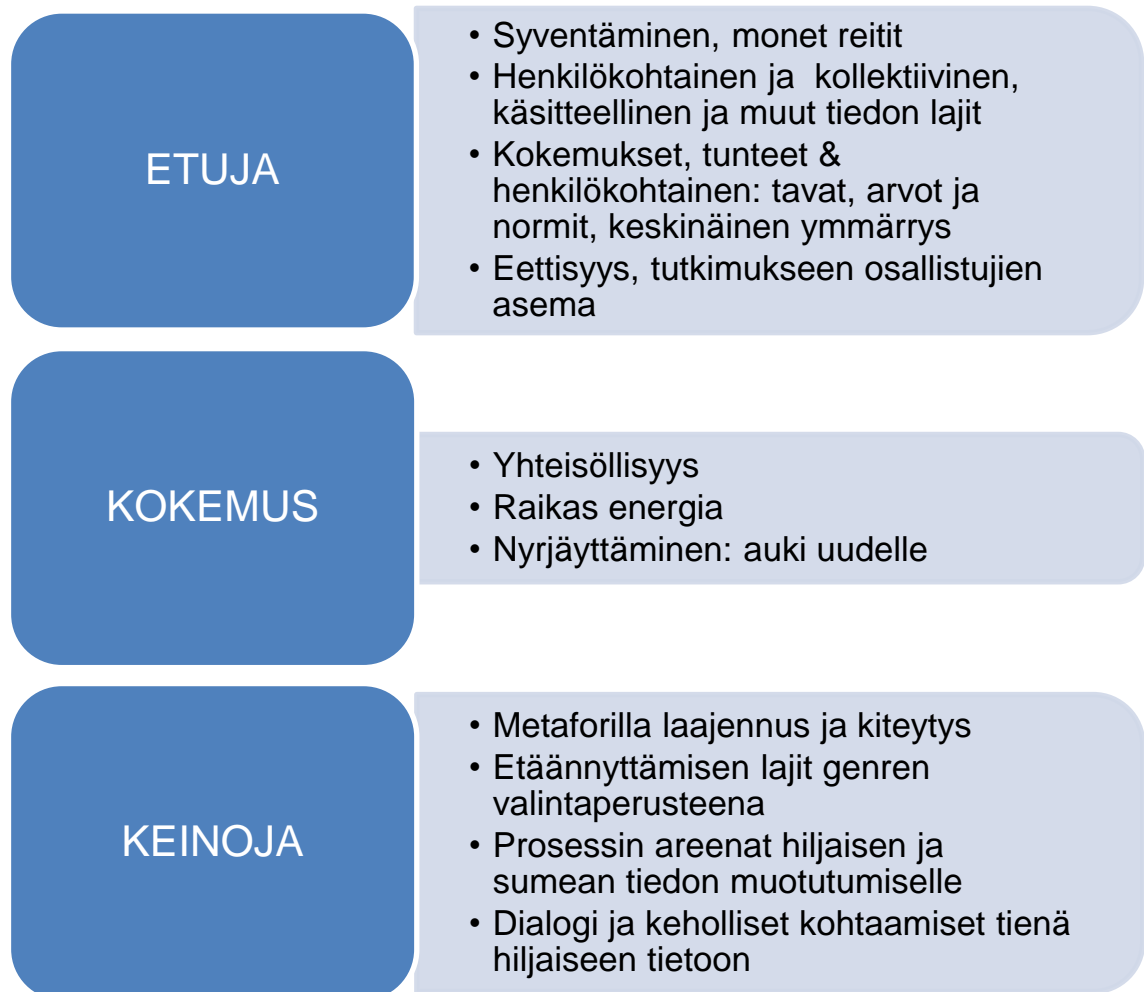 ETUJA
• Syventäminen, monet reitit
• Henkilökohtainen ja kollektiivinen,
käsitteellinen ja muut tiedon lajit
• Kokemukset, tunteet &
henkilökohtainen: tavat, arvot ja
normit, keskinäinen ymmärrys
• Eettisyys, tutkimukseen osallistujien
asema
KOKEMUS
• Yhteisöllisyys
• Raikas energia
• Nyrjäyttäminen: auki uudelle
KEINOJA
• Metaforilla laajennus ja kiteytys
• Etäännyttämisen lajit genren
valintaperusteena
• Prosessin areenat hiljaisen ja
sumean tiedon muotutumiselle
• Dialogi ja keholliset kohtaamiset tienä
hiljaiseen tietoon